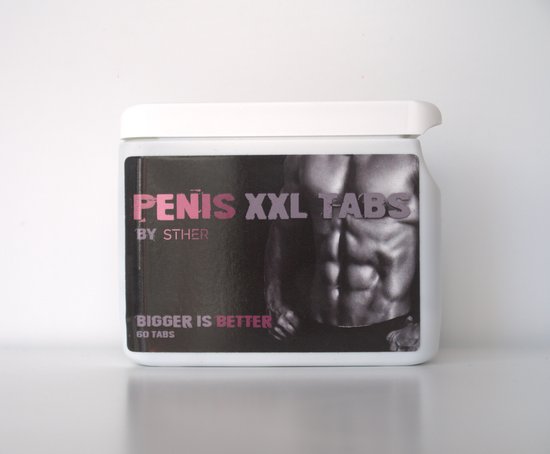 PENIS XXL TABS
BY STHER
BIGGER IS BETTER
60 TABS